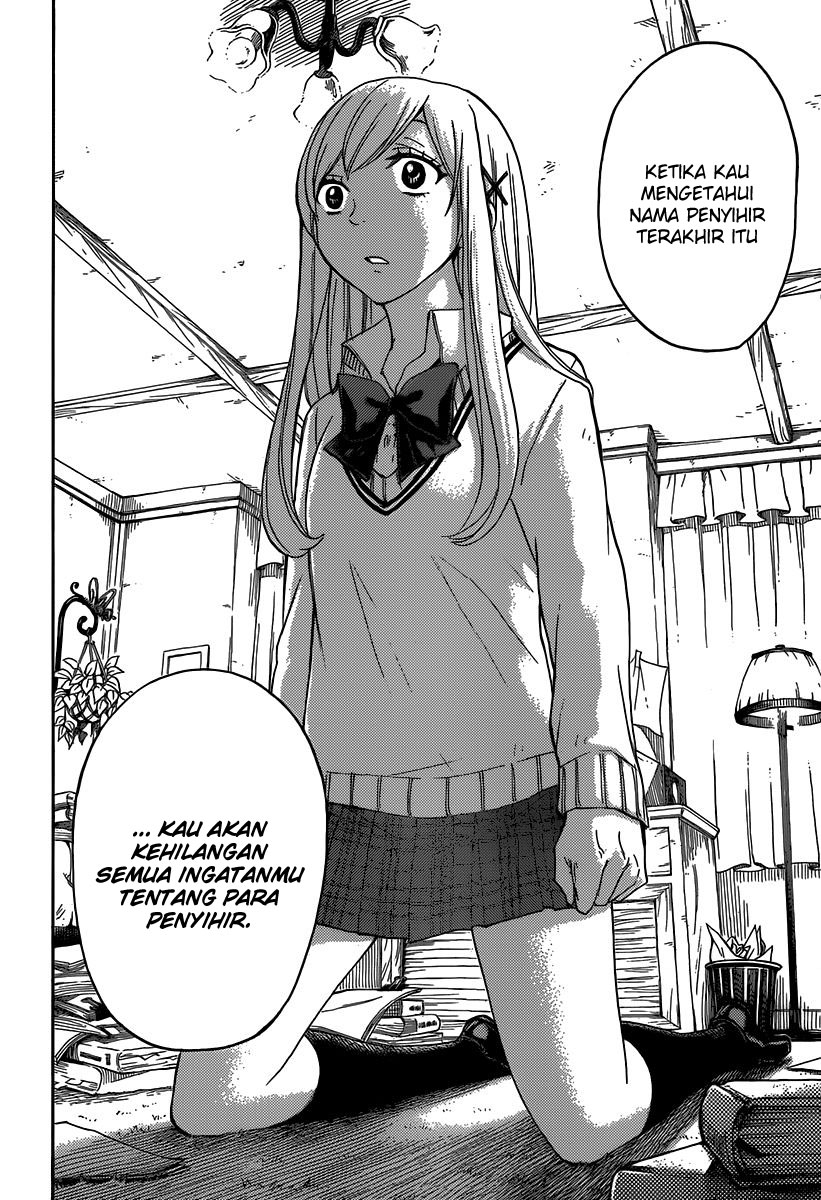 KETIKA KAU
MENGETAHUI
NAMA PENYIHIR
TERAKHIR ITU
... KAU AKAN
KEHILANGAN
SEMUA INGATANMU
TENTANG PARA
PENYIHIR.